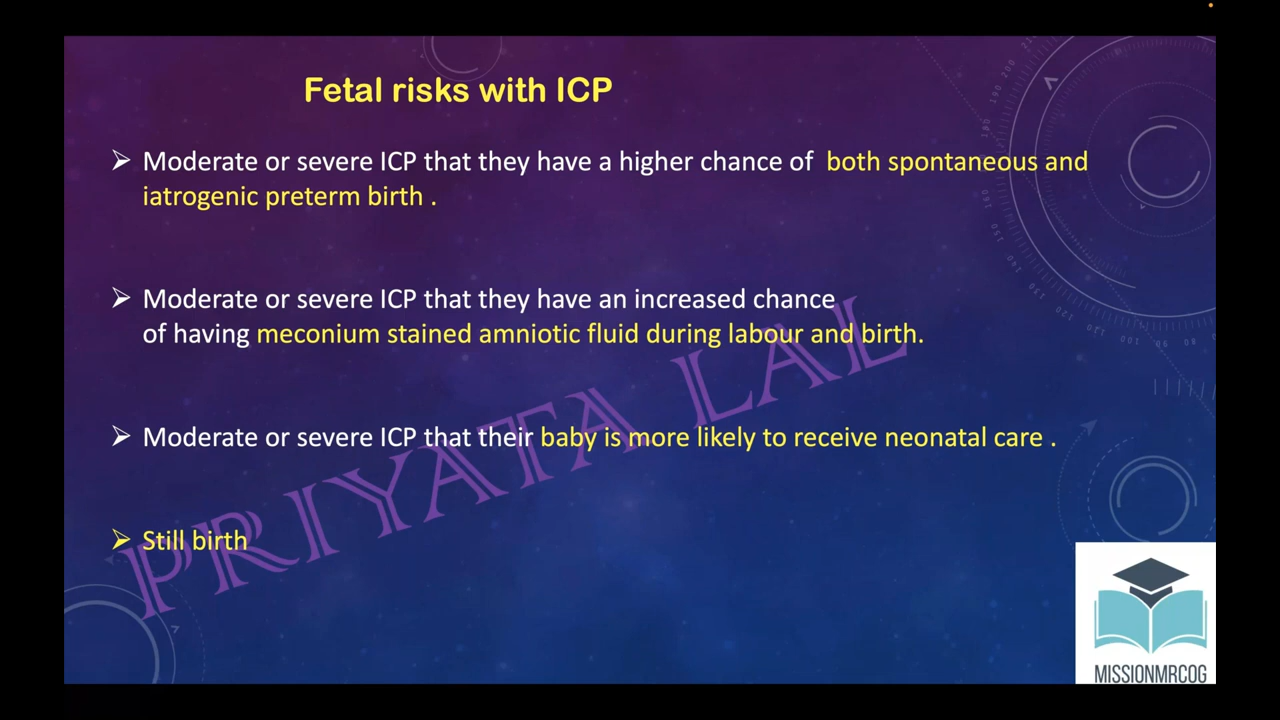 Fetal risks with ICP
Moderate or severe ICP that they have a higher chance of both spontaneous and
iatrogenic preterm birth .
Moderate or severe ICP that they have an increased chance
of having meconium stained amniotic fluid during labour and birth.
Moderate or severe ICP that their baby is more likely to receive neonatal care .
Still birth
PRIYATA LAL
MISSIONMRCOG